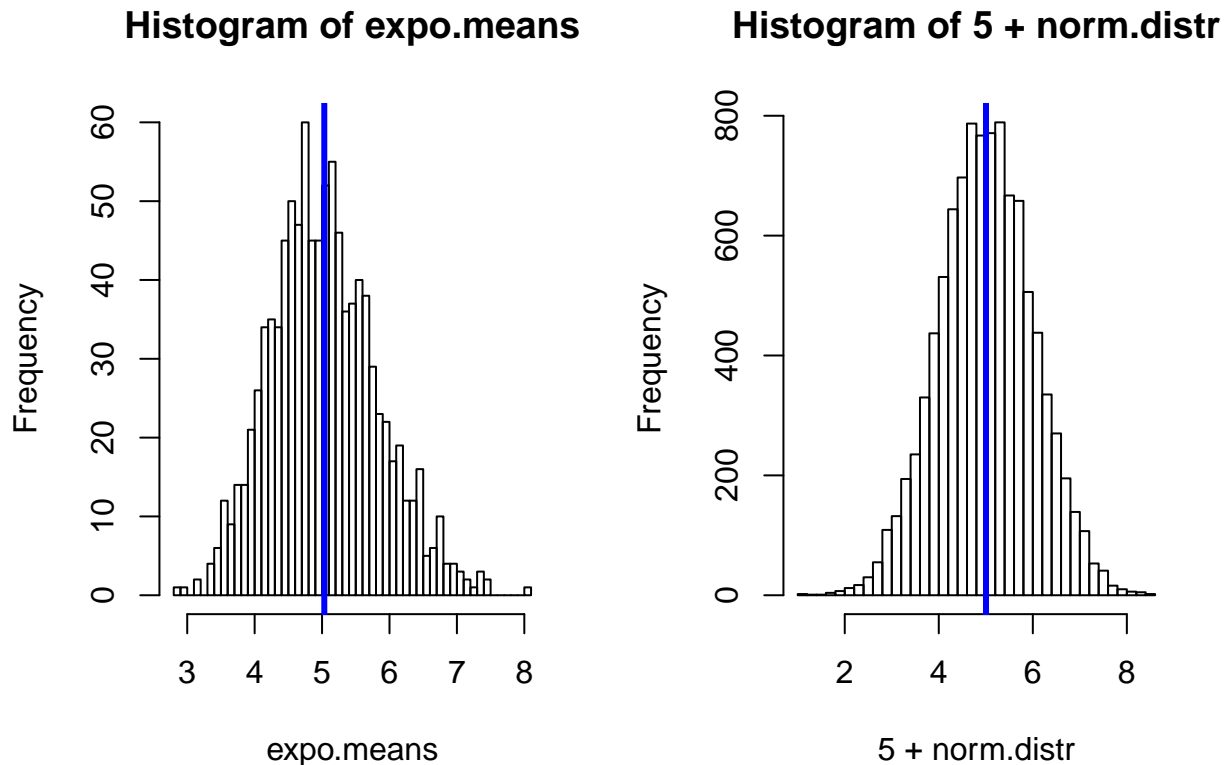 Histogram of expo.means
Frequency
60
50
40
30
20
10
0
3 4 5 6 7 8
expo.means
Histogram of 5 + norm.distr
Frequency
800
600
400
200
0
2 4 6 8
5 + norm.distr